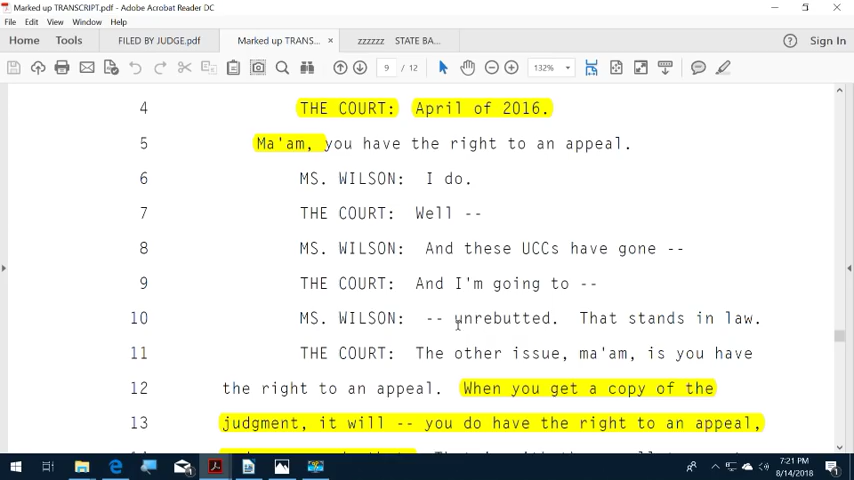 Marked up TRANSCRIPT.pdf - Adobe Acrobat Reader DC
File Edit View Window Help
Home Tools FILED BY JUDGE.pdf Marked up TRANS... × zzzzzz STATE BA... Sign In
9 / 12 132%
4 THE COURT: April of 2016.
5 Ma'am, you have the right to an appeal.
6 MS. WILSON: I do.
7 THE COURT: Well --
8 MS. WILSON: And these UCCs have gone --
9 THE COURT: And I'm going to --
10 MS. WILSON: -- unrebutted. That stands in law.
11 THE COURT: The other issue, ma'am, is you have
12 the right to an appeal. When you get a copy of the
13 judgment, it will -- you do have the right to an appeal,
7:21 PM
8/14/2018